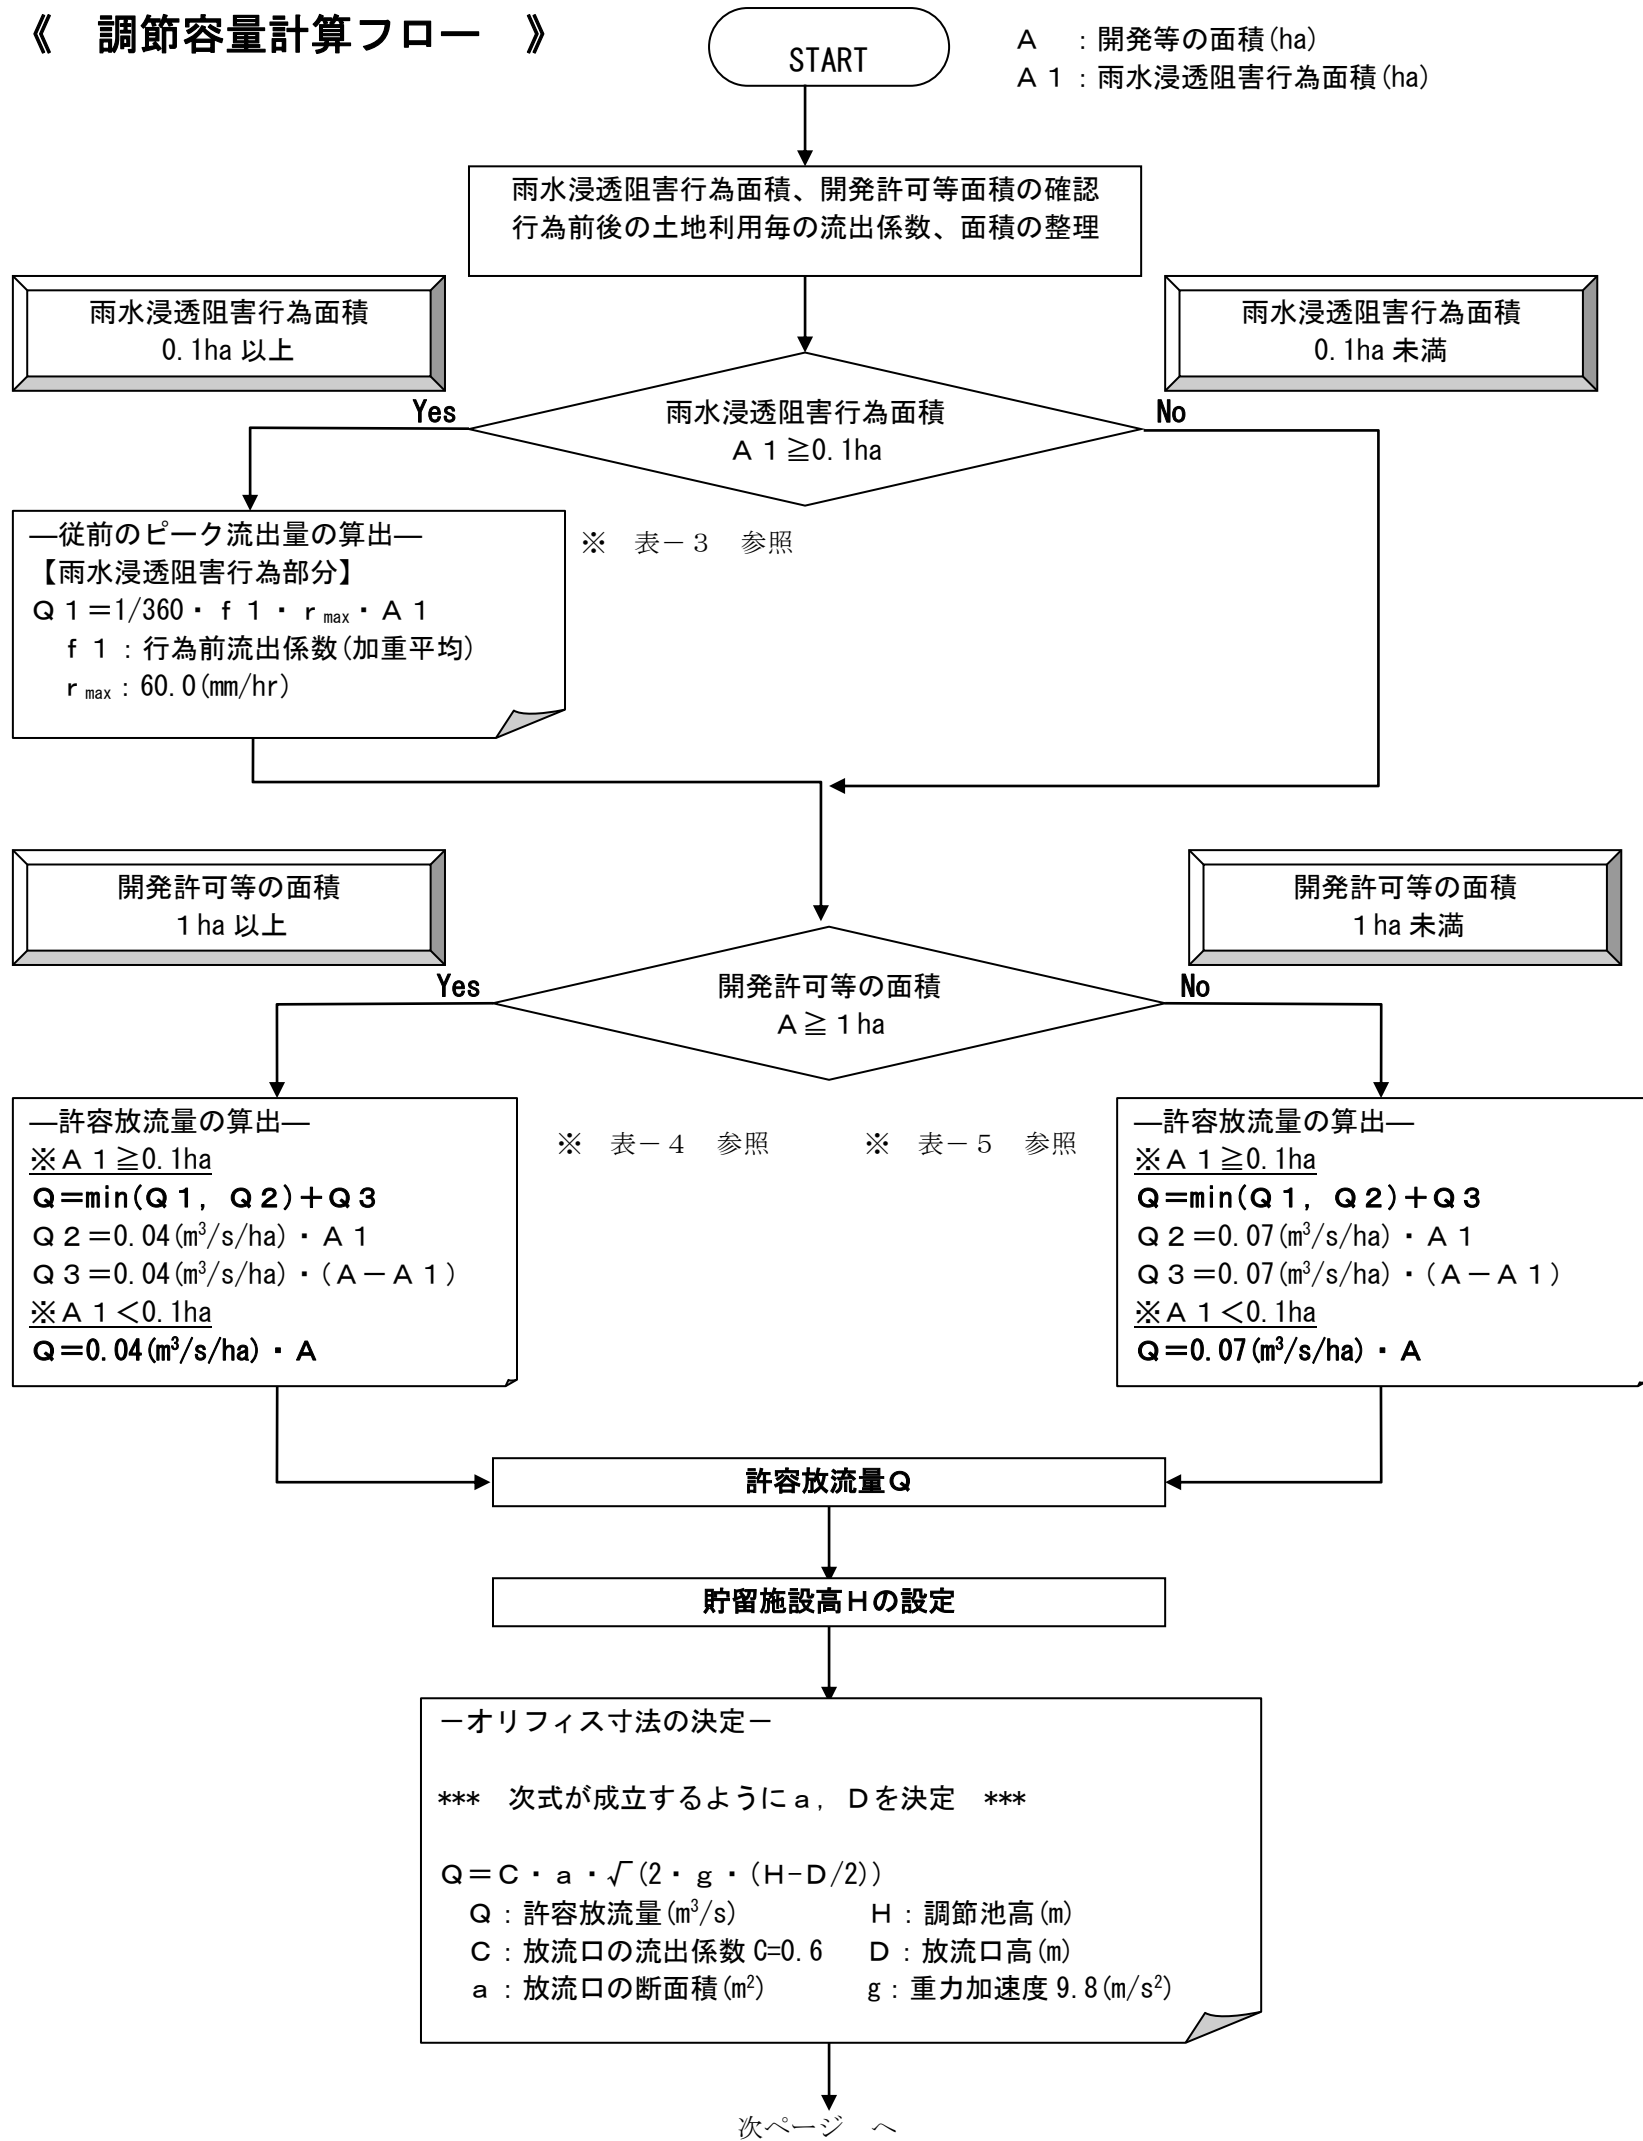 《　調節容量計算フロー　》
START
Ａ　：開発等の面積(ha)
Ａ１：雨水浸透阻害行為面積(ha)
雨水浸透阻害行為面積、開発許可等面積の確認
行為前後の土地利用毎の流出係数、面積の整理
雨水浸透阻害行為面積
0.1ha 以上
雨水浸透阻害行為面積
0.1ha 未満
Yes
雨水浸透阻害行為面積
Ａ１≧0.1ha
No
―従前のピーク流出量の算出―
【雨水浸透阻害行為部分】
Ｑ１＝1/360・ｆ１・ｒmax・Ａ１
ｆ１：行為前流出係数(加重平均)
ｒmax：60.0(mm/hr)
※　表－３　参照
開発許可等の面積
１ha 以上
開発許可等の面積
１ha 未満
Yes
開発許可等の面積
Ａ≧１ha
No
―許容放流量の算出―
※Ａ１≧0.1ha
Ｑ＝min(Ｑ１, Ｑ２)＋Ｑ３
Ｑ２＝0.04(m³/s/ha)・Ａ１
Ｑ３＝0.04(m³/s/ha)・(Ａ－Ａ１)
※Ａ１＜0.1ha
Ｑ＝0.04(m³/s/ha)・Ａ
※　表－４　参照
※　表－５　参照
―許容放流量の算出―
※Ａ１≧0.1ha
Ｑ＝min(Ｑ１, Ｑ２)＋Ｑ３
Ｑ２＝0.07(m³/s/ha)・Ａ１
Ｑ３＝0.07(m³/s/ha)・(Ａ－Ａ１)
※Ａ１＜0.1ha
Ｑ＝0.07(m³/s/ha)・Ａ
許容放流量Ｑ
貯留施設高Ｈの設定
－オリフィス寸法の決定－
***　次式が成立するようにａ, Ｄを決定　***
Ｑ＝Ｃ・ａ・√(2・ｇ・(Ｈ-Ｄ/2))
Ｑ：許容放流量(m³/s)　Ｈ：調節池高(m)
Ｃ：放流口の流出係数 C=0.6　Ｄ：放流口高(m)
ａ：放流口の断面積(m²)　g：重力加速度 9.8(m/s²)
次ページ　へ